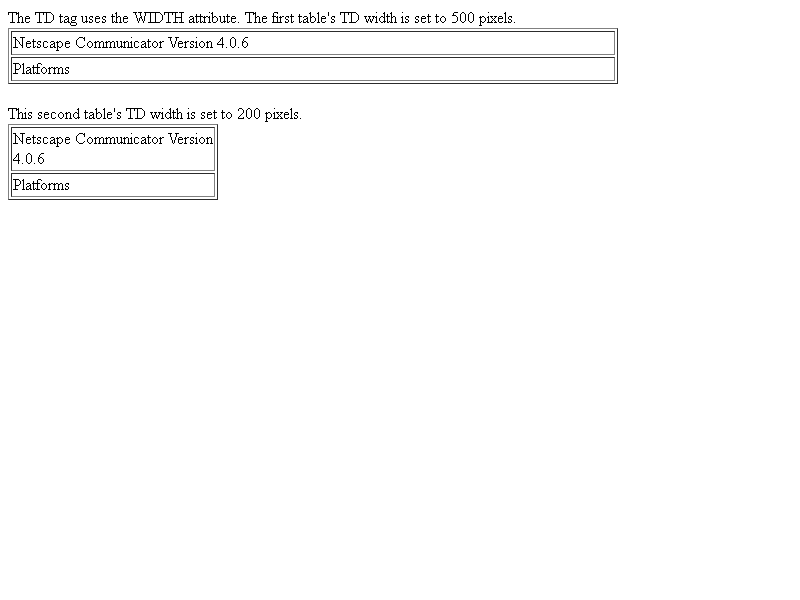 The TD tag uses the WIDTH attribute. The first table's TD width is set to 500 pixels.
Netscape Communicator Version 4.0.6
Platforms
This second table's TD width is set to 200 pixels.
Netscape Communicator Version
4.0.6
Platforms